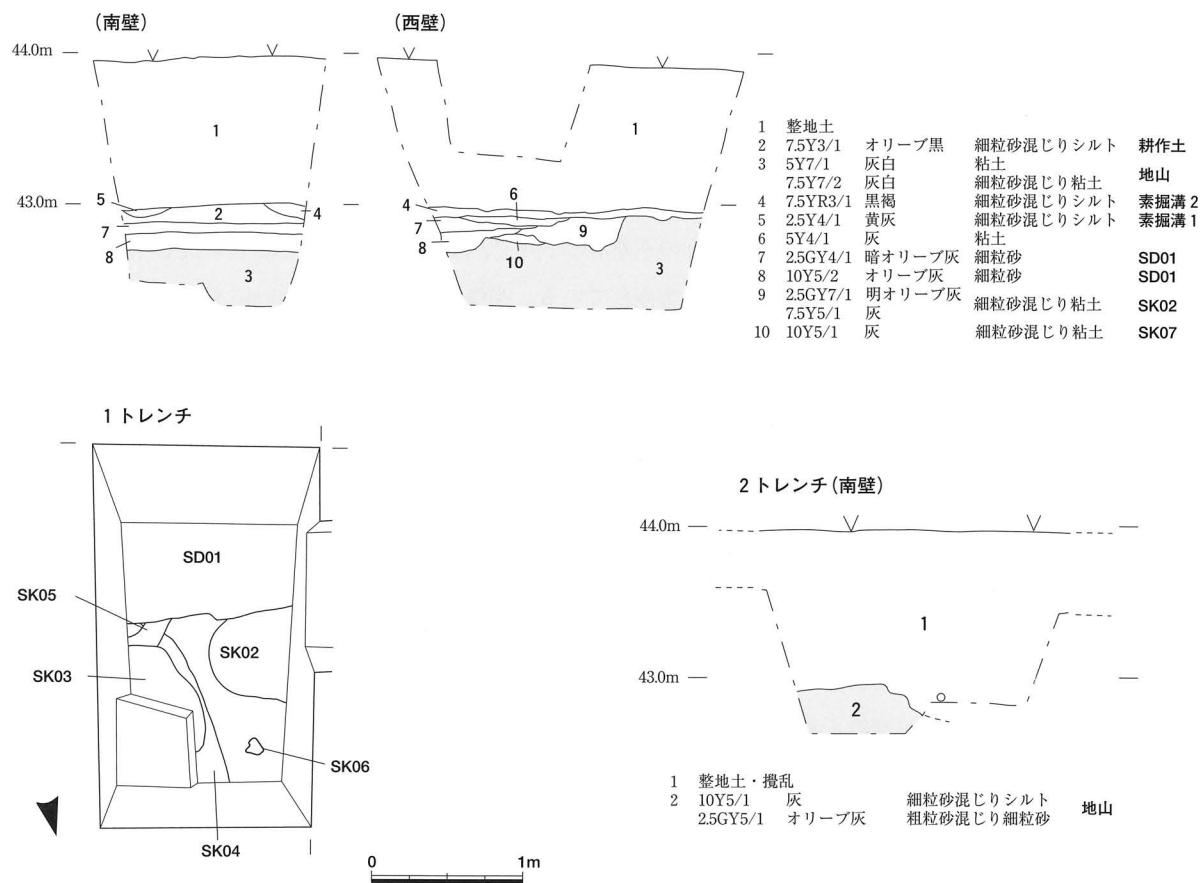 (南壁)
(西壁)
44.0m
1
1
43.0m
5
2
4
7
8
3
4
6
7
9
8
10
3
1 整地土
2 7.5Y3/1 オリーブ黒 細粒砂混じりシルト 耕作土
3 5Y7/1 灰白 粘土
7.5Y7/2 灰白 細粒砂混じり粘土
地山
4 7.5YR3/1 黒褐 細粒砂混じりシルト 素掘溝2
5 2.5Y4/1 黄灰 細粒砂混じりシルト 素掘溝1
6 5Y4/1 灰 粘土
7 2.5GY4/1 暗オリーブ灰 細粒砂 SD01
8 10Y5/2 オリーブ灰 細粒砂 SD01
9 2.5GY7/1 明オリーブ灰
7.5Y5/1 灰
細粒砂混じり粘土 SK02
10 10Y5/1 灰 細粒砂混じり粘土 SK07
1トレンチ
SD01
SK05
SK02
SK03
SK06
SK04
0 1m
2トレンチ(南壁)
44.0m
1
43.0m
2
1 整地土・攪乱
2 10Y5/1 灰 細粒砂混じりシルト
2.5GY5/1 オリーブ灰 粗粒砂混じり細粒砂
地山